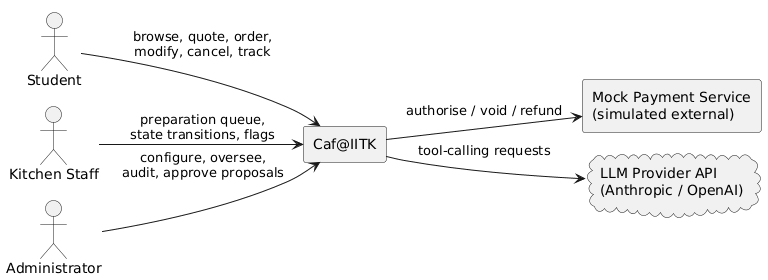 browse, quote, order,
modify, cancel, track
Student
preparation queue,
state transitions, flags
Kitchen Staff
configure, oversee,
audit, approve proposals
Administrator
Caf@IITK
authorise / void / refund
Mock Payment Service
(simulated external)
tool-calling requests
LLM Provider API
(Anthropic / OpenAI)